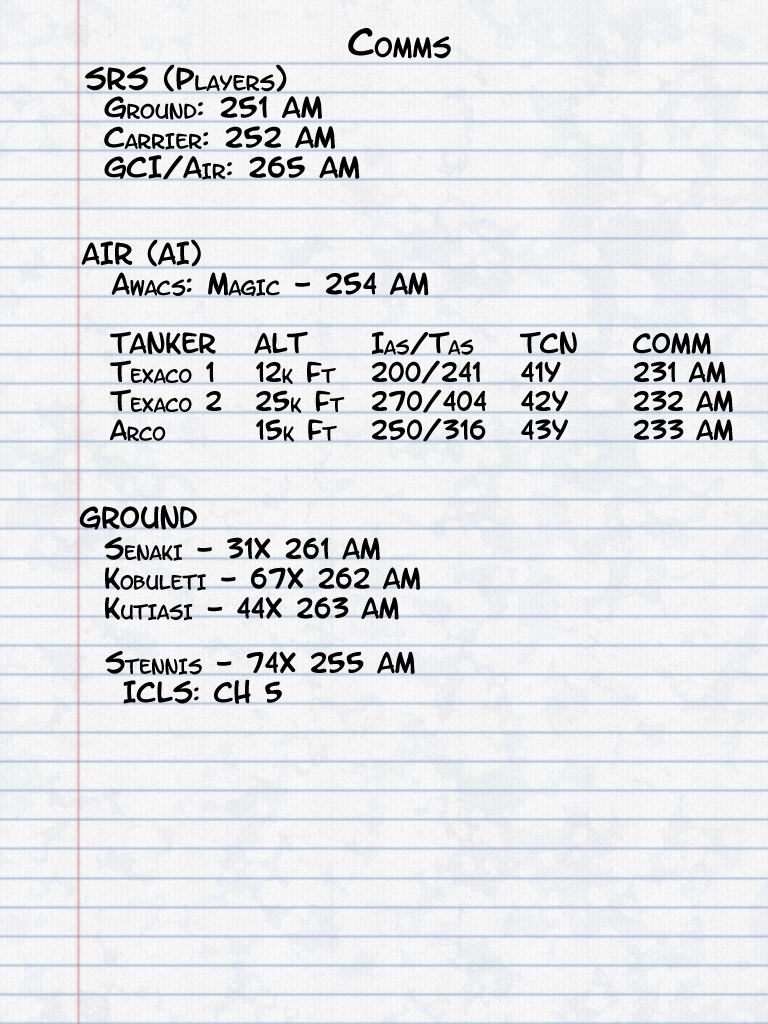 Comms
SRS (Players)
Ground: 251 AM
Carrier: 252 AM
GCI/Air: 265 AM
AIR (AI)
Awacs: Magic – 254 AM
TANKER ALT Ias/Tas TCN COMM
Texaco 1 12k Ft 200/241 41Y 231 AM
Texaco 2 25k Ft 270/404 42Y 232 AM
Arco 15k Ft 250/316 43Y 233 AM
GROUND
Senaki – 31X 261 AM
Kobuleti – 67X 262 AM
Kutiasi – 44X 263 AM
Stennis – 74X 255 AM
ICLS: CH 5